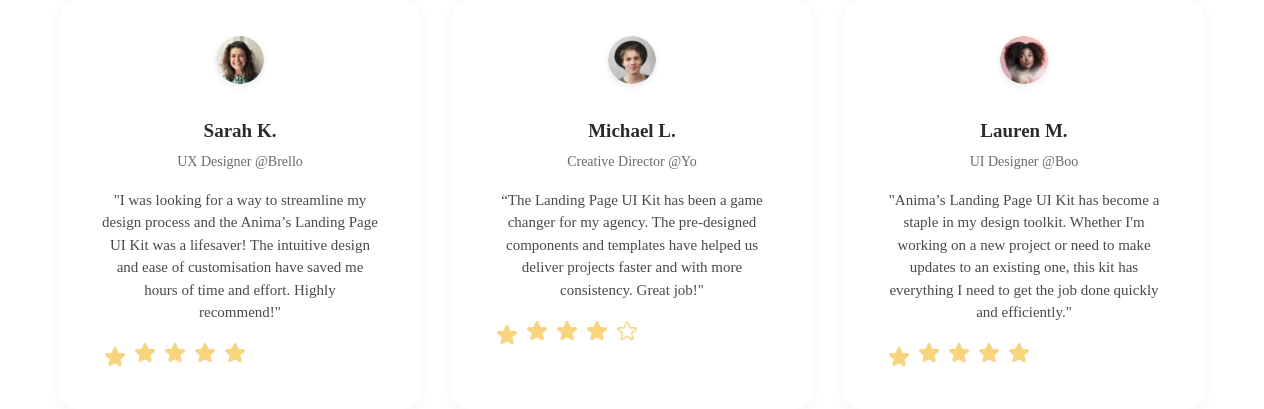 Sarah K.
UX Designer @Brello
"I was looking for a way to streamline my
design process and the Anima’s Landing Page
UI Kit was a lifesaver! The intuitive design
and ease of customisation have saved me
hours of time and effort. Highly
recommend!"
Michael L.
Creative Director @Yo
“The Landing Page UI Kit has been a game
changer for my agency. The pre-designed
components and templates have helped us
deliver projects faster and with more
consistency. Great job!"
Lauren M.
UI Designer @Boo
"Anima’s Landing Page UI Kit has become a
staple in my design toolkit. Whether I'm
working on a new project or need to make
updates to an existing one, this kit has
everything I need to get the job done quickly
and efficiently."